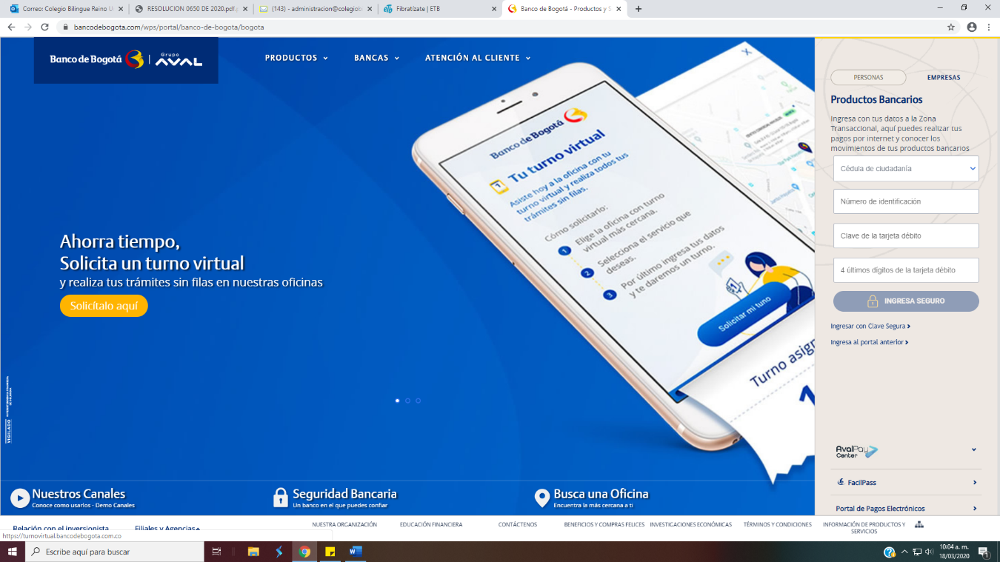 Correo: Colegio Bilingue Reino U
RESOLUCION 0650 DE 2020.pdf.p
(143) - administracion@colegiob
Fibratízate | ETB
Banco de Bogotá - Productos y S
bancodebogota.com/wps/portal/banco-de-bogota/bogota
Banco de Bogotá
Grupo
AVAL
PRODUCTOS
BANCAS
ATENCIÓN AL CLIENTE
Banco de Bogotá
1
Tu turno virtual
Asiste hoy a la oficina con tu
turno virtual y realiza todos tus
trámites sin filas.
Cómo solicitarlo:
1 Elige la oficina con turno
virtual más cercana.
2 Selecciona el servicio que
deseas.
3 Por último ingresa tus datos
y te daremos un turno.
Solicitar mi tuno
Turno asign
1
Ahorra tiempo,
Solicita un turno virtual
y realiza tus trámites sin filas en nuestras oficinas
Solicítalo aquí
VIGILADO
Nuestros Canales
Conoce como usarlos - Demo Canales
Seguridad Bancaria
Un banco en el que puedes confiar
Busca una Oficina
Encuentra la más cercana a ti
PERSONAS
EMPRESAS
Productos Bancarios
Ingresa con tus datos a la Zona
Transaccional, aquí puedes realizar tus
pagos por internet y conocer los
movimientos de tus productos bancarios
Cédula de ciudadanía
Número de identificación
Clave de la tarjeta débito
4 últimos dígitos de la tarjeta débito
INGRESA SEGURO
Ingresar con Clave Segura
Ingresa al portal anterior
AvalPay
Center
FacilPass
Portal de Pagos Electrónicos
Relación con el inversionista
Filiales y Agencias
NUESTRA ORGANIZACIÓN
EDUCACIÓN FINANCIERA
CONTÁCTENOS
BENEFICIOS Y COMPRAS FELICES
INVESTIGACIONES ECONÓMICAS
TÉRMINOS Y CONDICIONES
INFORMACIÓN DE PRODUCTOS Y
SERVICIOS
https://turnovirtual.bancodebogota.com.co
Escribe aquí para buscar
10:04 a. m.
18/03/2020
1